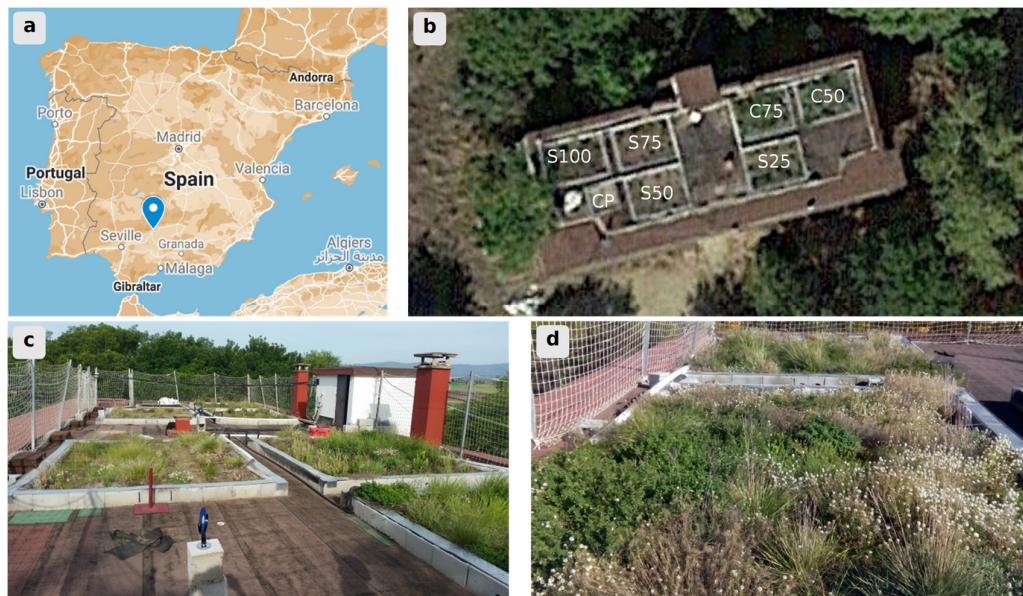 a
Andorra
Porto
Barcelona
Madrid
Portugal
Spain
Valencia
Lisbon
Seville
Granada
Algiers
مدينة الجزائر
Málaga
Gibraltar
b
C75
C50
S100
S75
S25
CP
S50
c
d